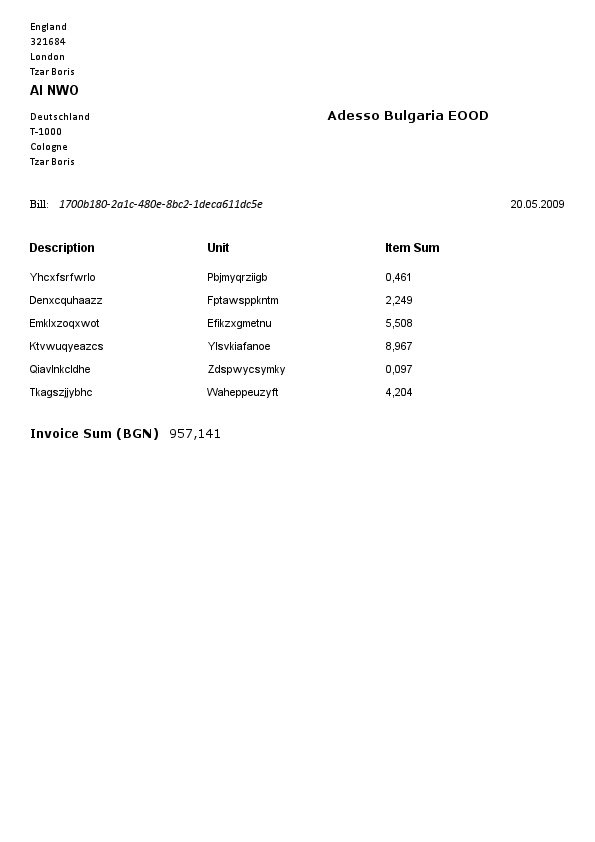 England
321684
London
Tzar Boris
AI NWO
Deutschland
T-1000
Cologne
Tzar Boris
Adesso Bulgaria EOOD
Bill: 1700b180-2a1c-480e-8bc2-1deca611dc5e 20.05.2009
Description Unit Item Sum
Yhcxfsrfwrlo Pbjmyqrziigb 0,461
Denxcquhaazz Fptawsppkntm 2,249
Emklxzoqxwot Efikzxgmetnu 5,508
Ktvwuqyeazcs Ylsvkiafanoe 8,967
Qiavlnkcldhe Zdspwycsymky 0,097
Tkagszjjybhc Waheppeuzyft 4,204
Invoice Sum (BGN) 957,141